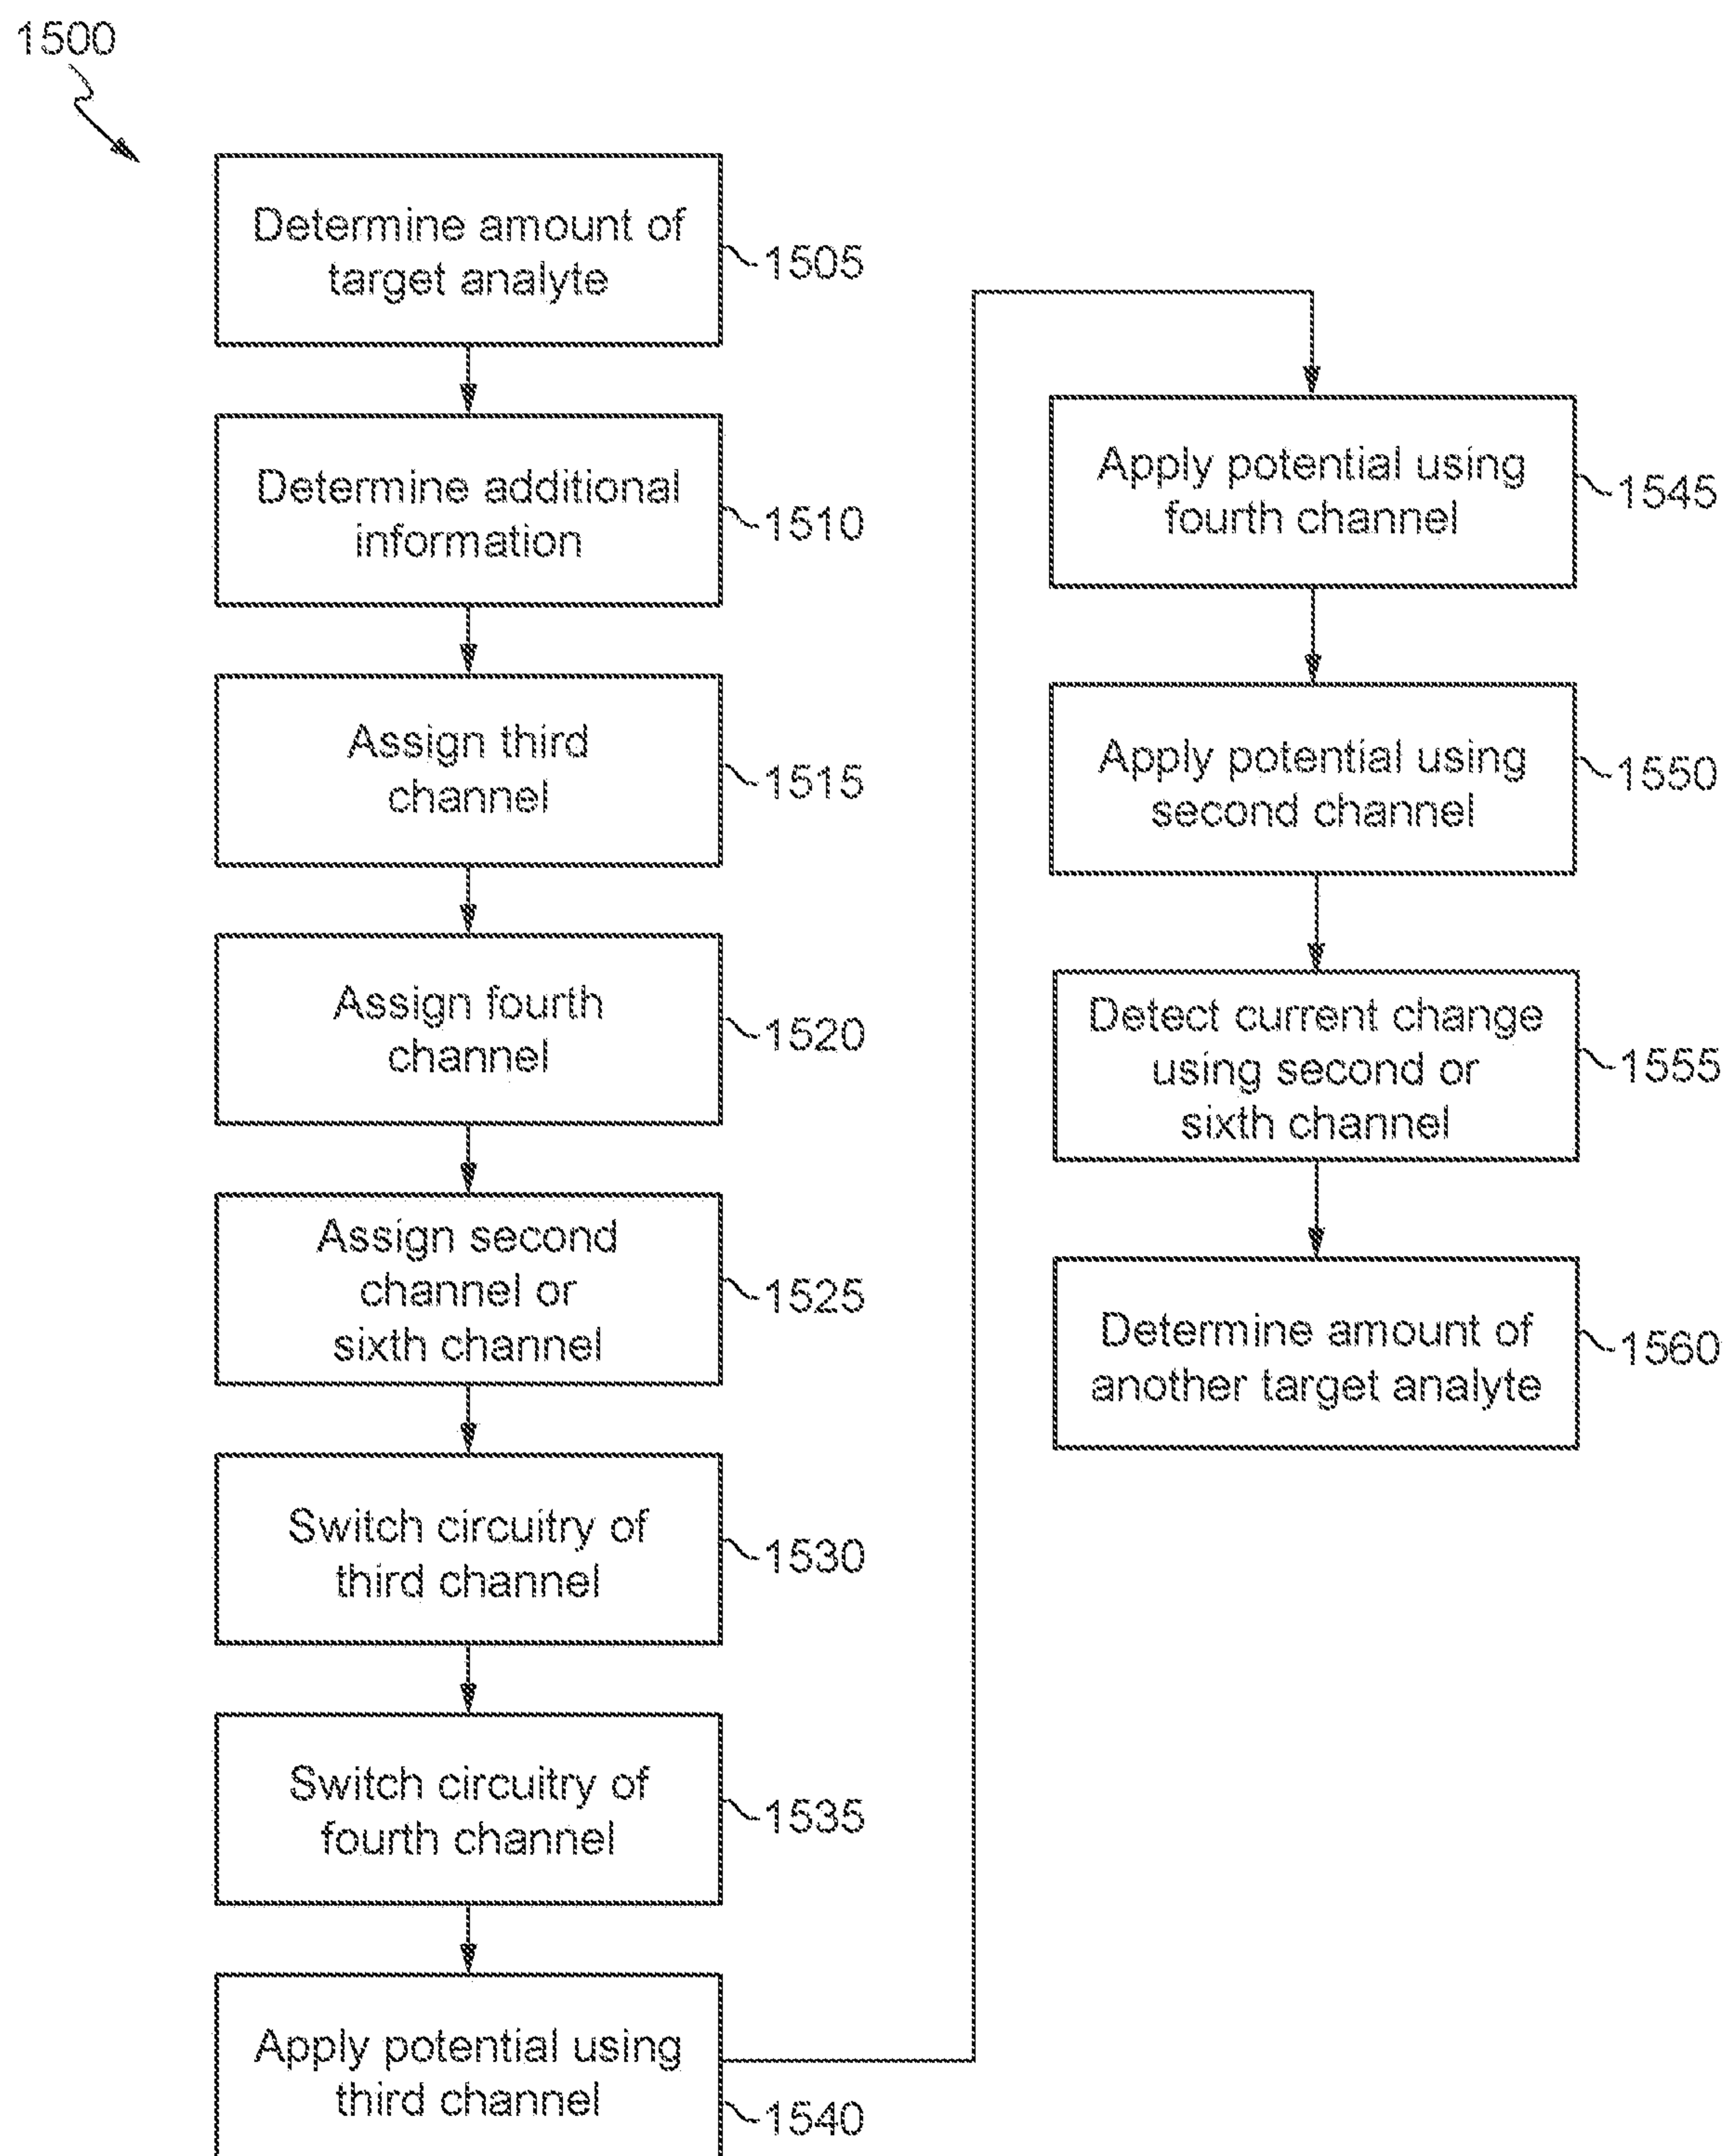 1500
Determine amount of
target analyte
1505
Determine additional
information
1510
Assign third
channel
1515
Assign fourth
channel
1520
Assign second
channel or
sixth channel
1525
Switch circuitry of
third channel
1530
Switch circuitry of
fourth channel
1535
Apply potential using
third channel
1540
Apply potential using
fourth channel
1545
Apply potential using
second channel
1550
Detect current change
using second or
sixth channel
1555
Determine amount of
another target analyte
1560